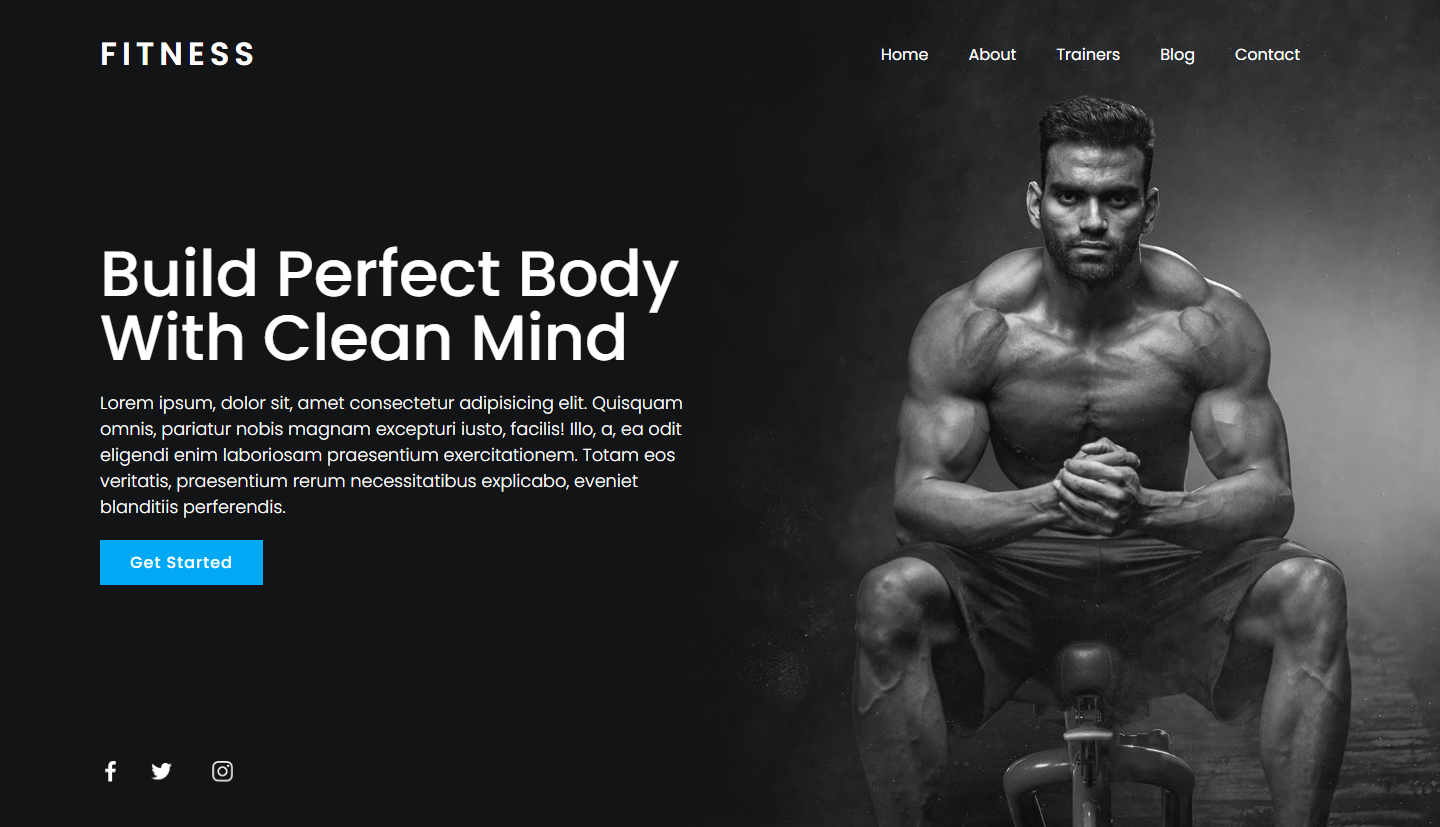 FITNESS
Home About Trainers Blog Contact
Build Perfect Body
With Clean Mind
Lorem ipsum, dolor sit, amet consectetur adipisicing elit. Quisquam
omnis, pariatur nobis magnam excepturi iusto, facilis! Illo, a, ea odit
eligendi enim laboriosam praesentium exercitationem. Totam eos
veritatis, praesentium rerum necessitatibus explicabo, eveniet
blanditiis perferendis.
Get Started